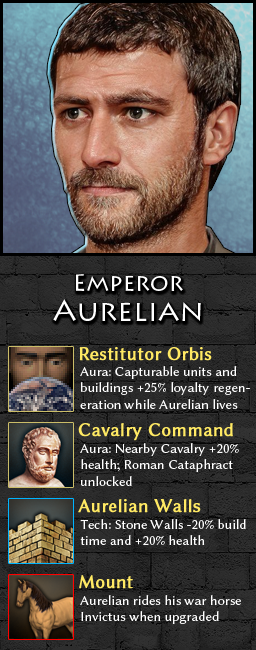 Emperor
Aurelian
Restitutor Orbis
Aura: Capturable units and
buildings +25% loyalty regen-
eration while Aurelian lives
Cavalry Command
Aura: Nearby Cavalry +20%
health; Roman Cataphract
unlocked
Aurelian Walls
Tech: Stone Walls -20% build
time and +20% health
Mount
Aurelian rides his war horse
Invictus when upgraded